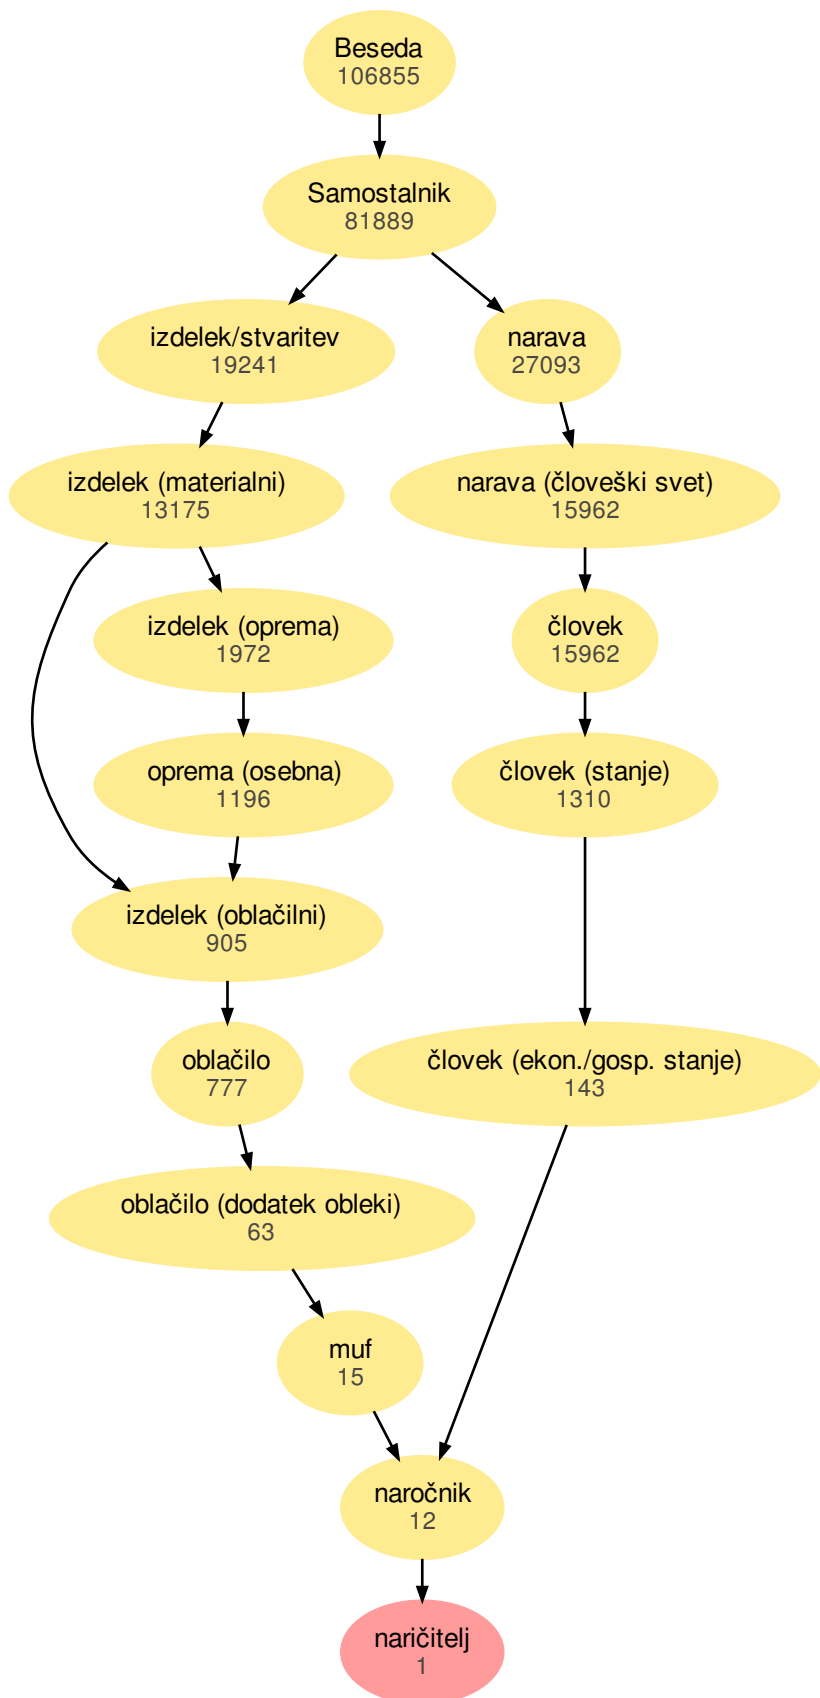 Beseda
106855
Samostalnik
81889
izdelek/stvaritev
19241
narava
27093
izdelek (materialni)
13175
narava (človeški svet)
15962
izdelek (oprema)
1972
človek
15962
oprema (osebna)
1196
človek (stanje)
1310
izdelek (oblačilni)
905
oblačilo
777
človek (ekon./gosp. stanje)
143
oblačilo (dodatek obleki)
63
muf
15
naročnik
12
naričitelj
1